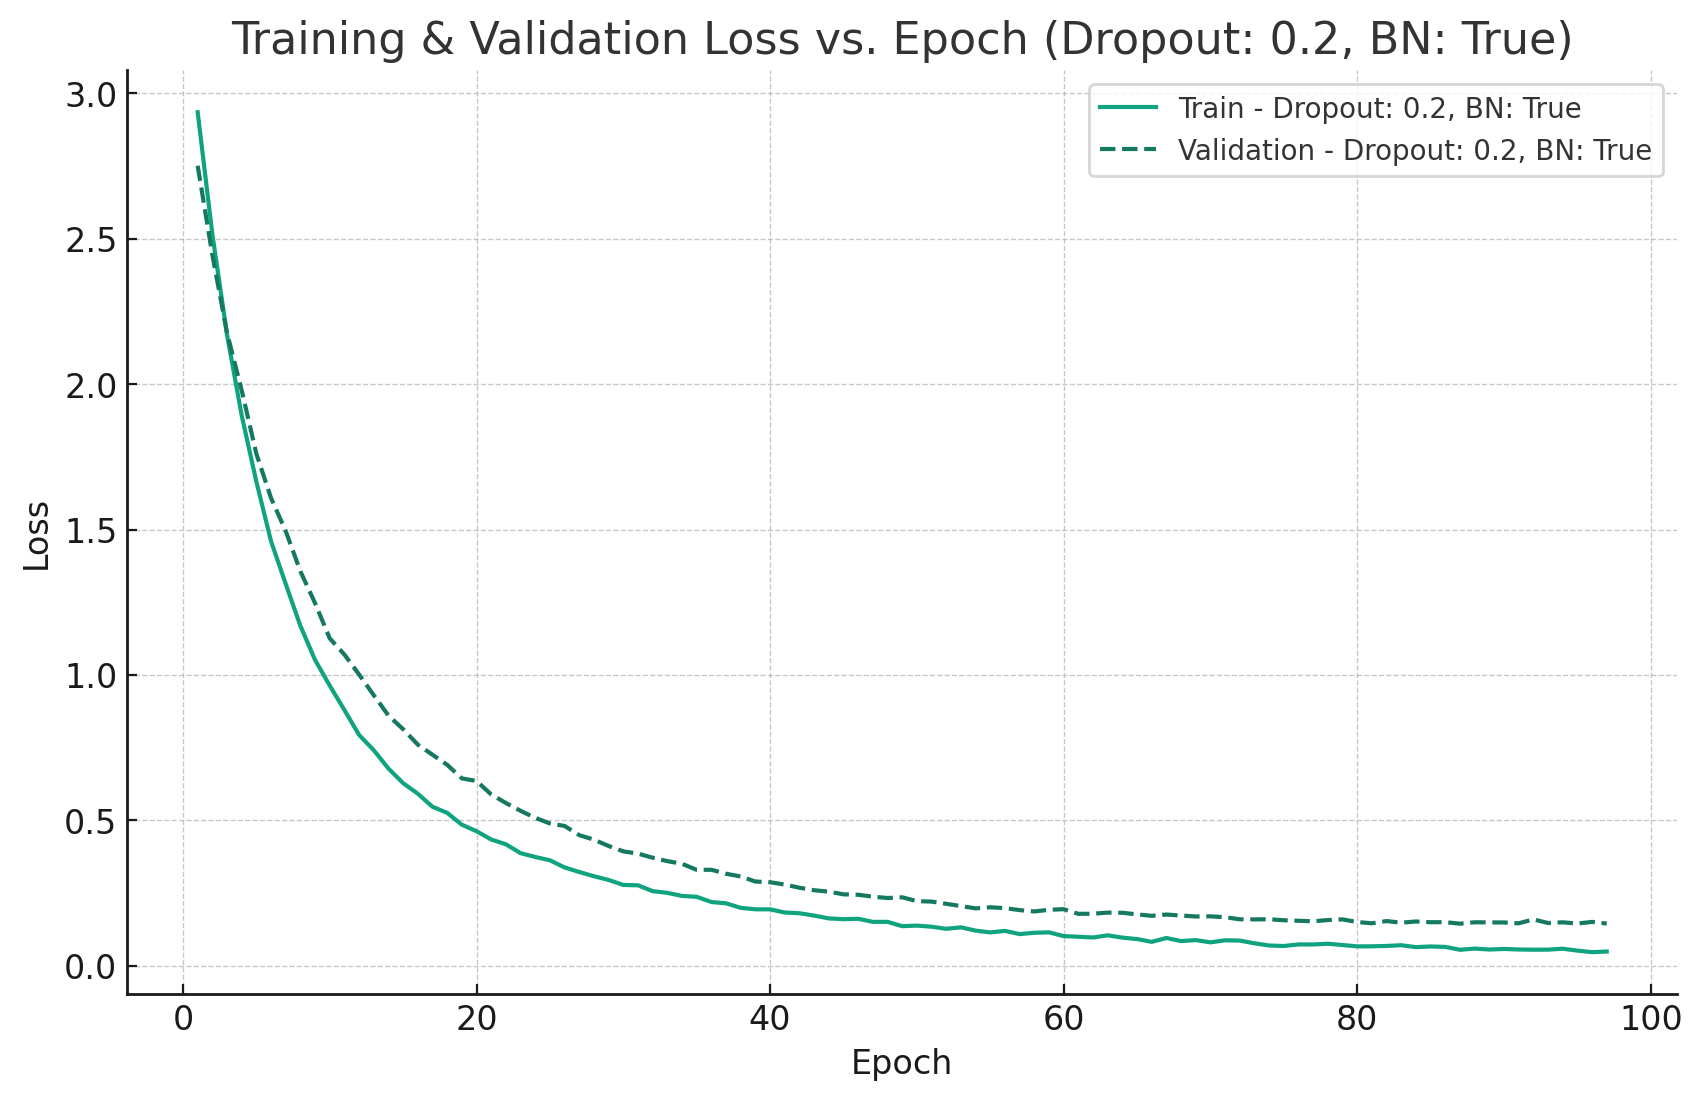 Training & Validation Loss vs. Epoch (Dropout: 0.2, BN: True)
Train - Dropout: 0.2, BN: True
Validation - Dropout: 0.2, BN: True
Loss
3.0
2.5
2.0
1.5
1.0
0.5
0.0
0 20 40 60 80 100
Epoch